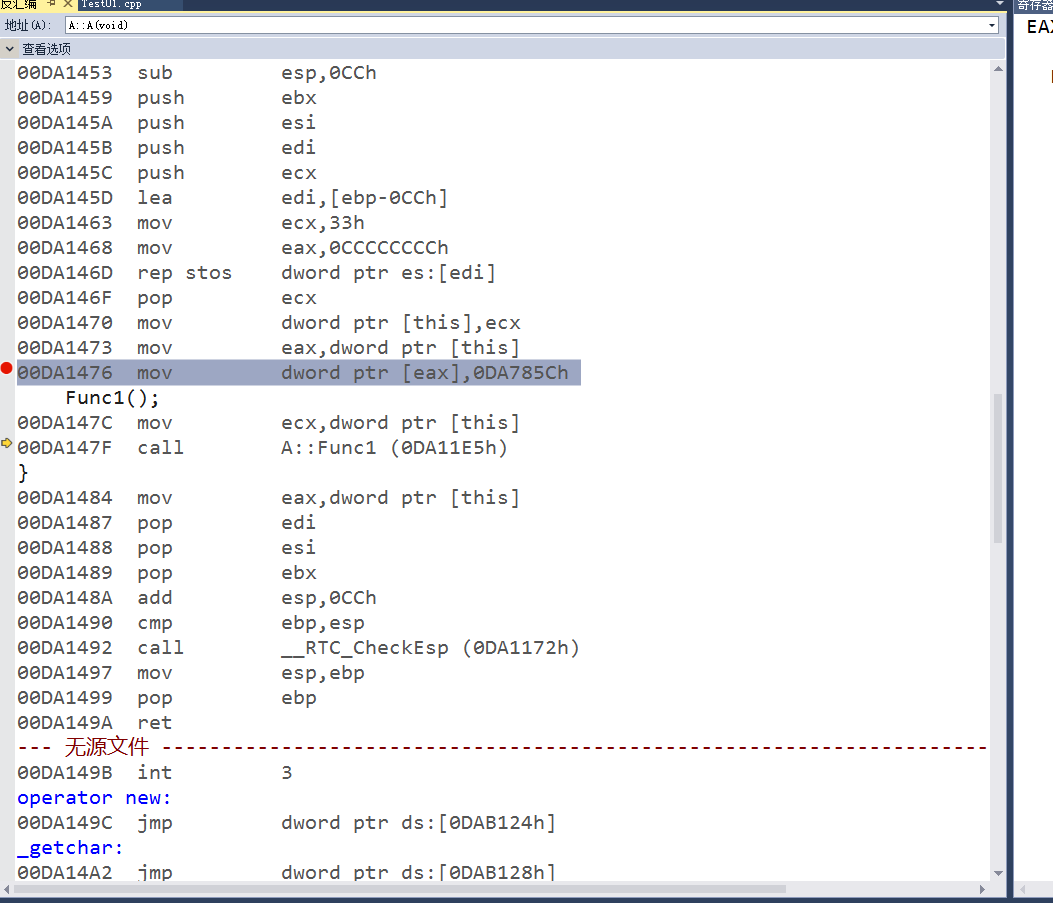 反汇编 TestUI.cpp
寄存器
地址(A): A::A(void)
EAX
查看选项
00DA1453 sub esp,0CCh
00DA1459 push ebx
00DA145A push esi
00DA145B push edi
00DA145C push ecx
00DA145D lea edi,[ebp-0CCh]
00DA1463 mov ecx,33h
00DA1468 mov eax,0CCCCCCCCh
00DA146D rep stos dword ptr es:[edi]
00DA146F pop ecx
00DA1470 mov dword ptr [this],ecx
00DA1473 mov eax,dword ptr [this]
00DA1476 mov dword ptr [eax],0DA785Ch
Func1();
00DA147C mov ecx,dword ptr [this]
00DA147F call A::Func1 (0DA11E5h)
}
00DA1484 mov eax,dword ptr [this]
00DA1487 pop edi
00DA1488 pop esi
00DA1489 pop ebx
00DA148A add esp,0CCh
00DA1490 cmp ebp,esp
00DA1492 call __RTC_CheckEsp (0DA1172h)
00DA1497 mov esp,ebp
00DA1499 pop ebp
00DA149A ret
--- 无源文件 ---------------------------------------------------------------------
00DA149B int 3
operator new:
00DA149C jmp dword ptr ds:[0DAB124h]
_getchar:
00DA14A2 jmp dword ptr ds:[0DAB128h]